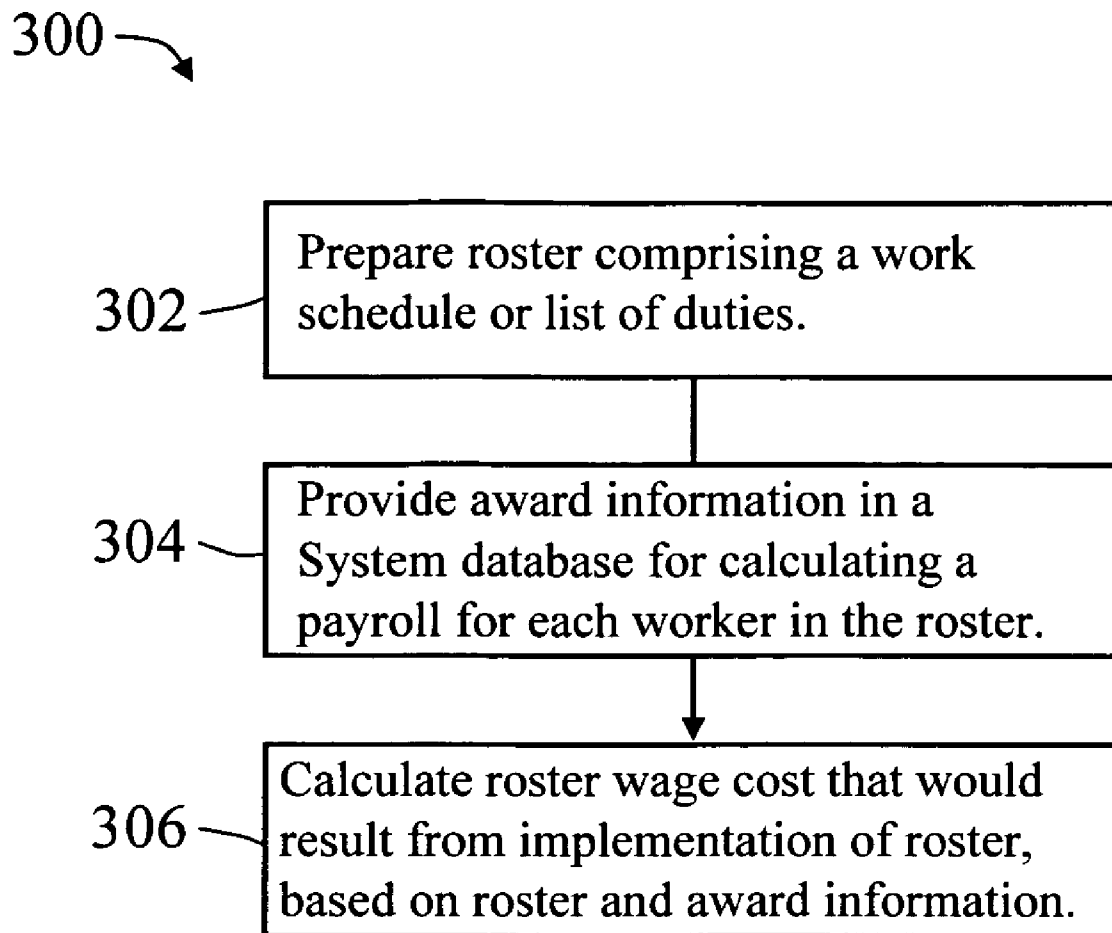 300
302
Prepare roster comprising a work
schedule or list of duties.
304
Provide award information in a
System database for calculating a
payroll for each worker in the roster.
306
Calculate roster wage cost that would
result from implementation of roster,
based on roster and award information.